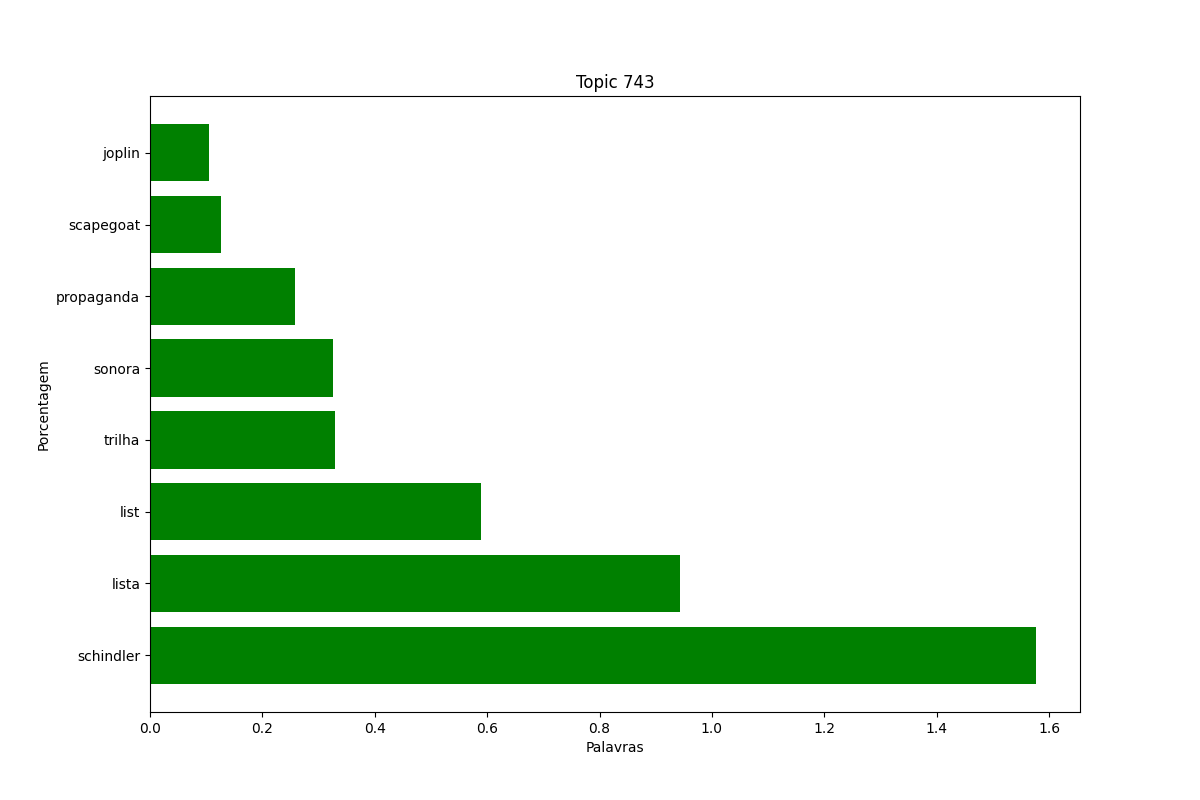 Topic 743
joplin
scapegoat
propaganda
sonora
trilha
list
lista
schindler
Porcentagem
0.0 0.2 0.4 0.6 0.8 1.0 1.2 1.4 1.6
Palavras